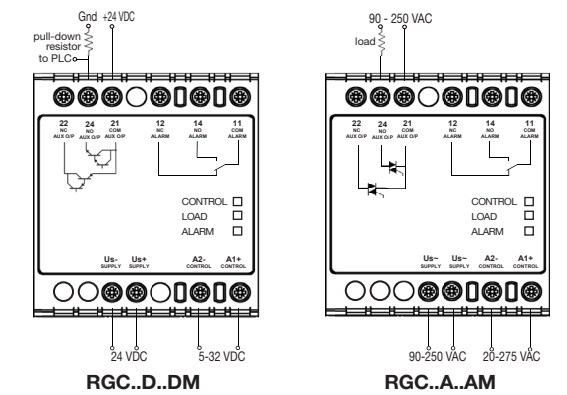 Gnd +24 VDC
pull-down
resistor
to PLC
22 24 21 12 14 11
NC NO COM NC NO COM
AUX O/P AUX O/P AUX O/P ALARM ALARM ALARM
CONTROL
LOAD
ALARM
Us- Us+ A2- A1+
SUPPLY SUPPLY CONTROL CONTROL
24 VDC 5-32 VDC
RGC..D..DM
90 - 250 VAC
load
22 24 21 12 14 11
NC NO COM NC NO COM
AUX O/P AUX O/P AUX O/P ALARM ALARM ALARM
CONTROL
LOAD
ALARM
Us~ Us~ A2- A1+
SUPPLY SUPPLY CONTROL CONTROL
90-250 VAC 20-275 VAC
RGC..A..AM